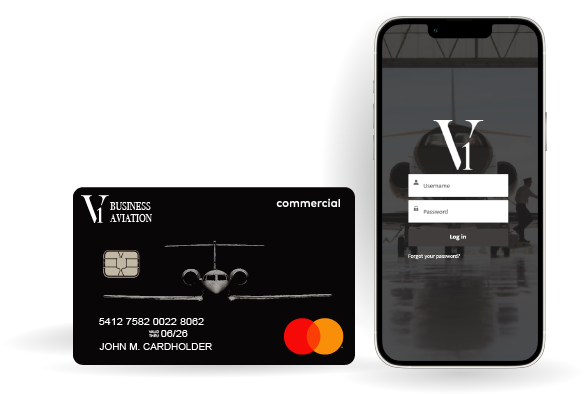 V1 BUSINESS
AVIATION
commercial
5412 7582 0022 8062
VALID
THRU 06/26
JOHN M. CARDHOLDER
V1
Username
Password
Log in
Forgot your password?